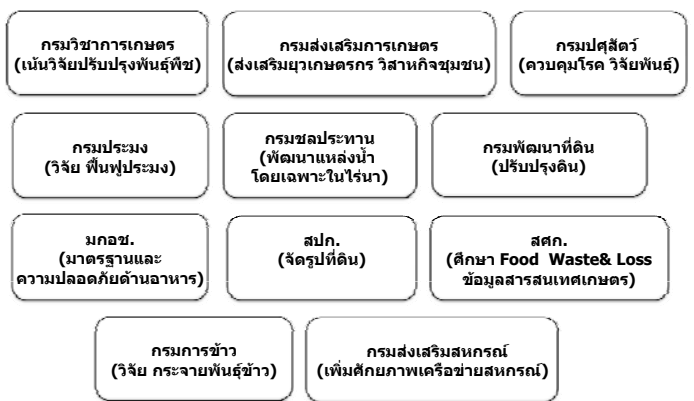 กรมวิชาการเกษตร
(เน้นวิจัยปรับปรุงพันธุ์พืช)
กรมส่งเสริมการเกษตร
(ส่งเสริมยุวเกษตรกร วิสาหกิจชุมชน)
กรมปศุสัตว์
(ควบคุมโรค วิจัยพันธุ์)
กรมประมง
(วิจัย ฟื้นฟูประมง)
กรมชลประทาน
(พัฒนาแหล่งน้ำ
โดยเฉพาะในไร่นา)
กรมพัฒนาที่ดิน
(ปรับปรุงดิน)
มกอช.
(มาตรฐานและ
ความปลอดภัยด้านอาหาร)
สปก.
(จัดรูปที่ดิน)
สศก.
(ศึกษา Food Waste& Loss
ข้อมูลสารสนเทศเกษตร)
กรมการข้าว
(วิจัย กระจายพันธุ์ข้าว)
กรมส่งเสริมสหกรณ์
(เพิ่มศักยภาพเครือข่ายสหกรณ์)